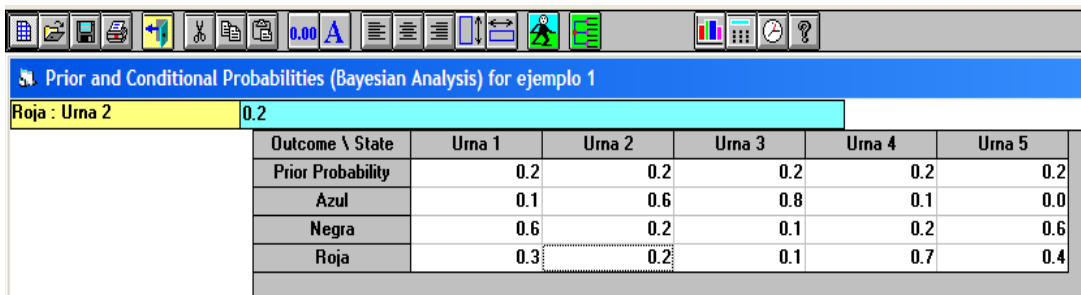 0.00 A
Prior and Conditional Probabilities (Bayesian Analysis) for ejemplo 1
Roja : Urna 2 0.2
Outcome \ State Urna 1 Urna 2 Urna 3 Urna 4 Urna 5
Prior Probability 0.2 0.2 0.2 0.2 0.2
Azul 0.1 0.6 0.8 0.1 0.0
Negra 0.6 0.2 0.1 0.2 0.6
Roja 0.3 0.2 0.1 0.7 0.4